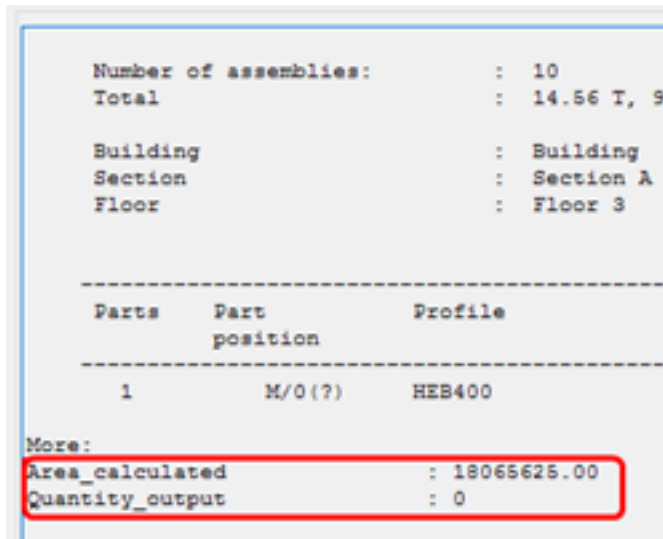 Number of assemblies: : 10
Total : 14.56 T, 9
Building : Building
Section : Section A
Floor : Floor 3
Parts Part Profile
position
1 M/0(?) HEB400
More:
Area_calculated : 18065625.00
Quantity_output : 0